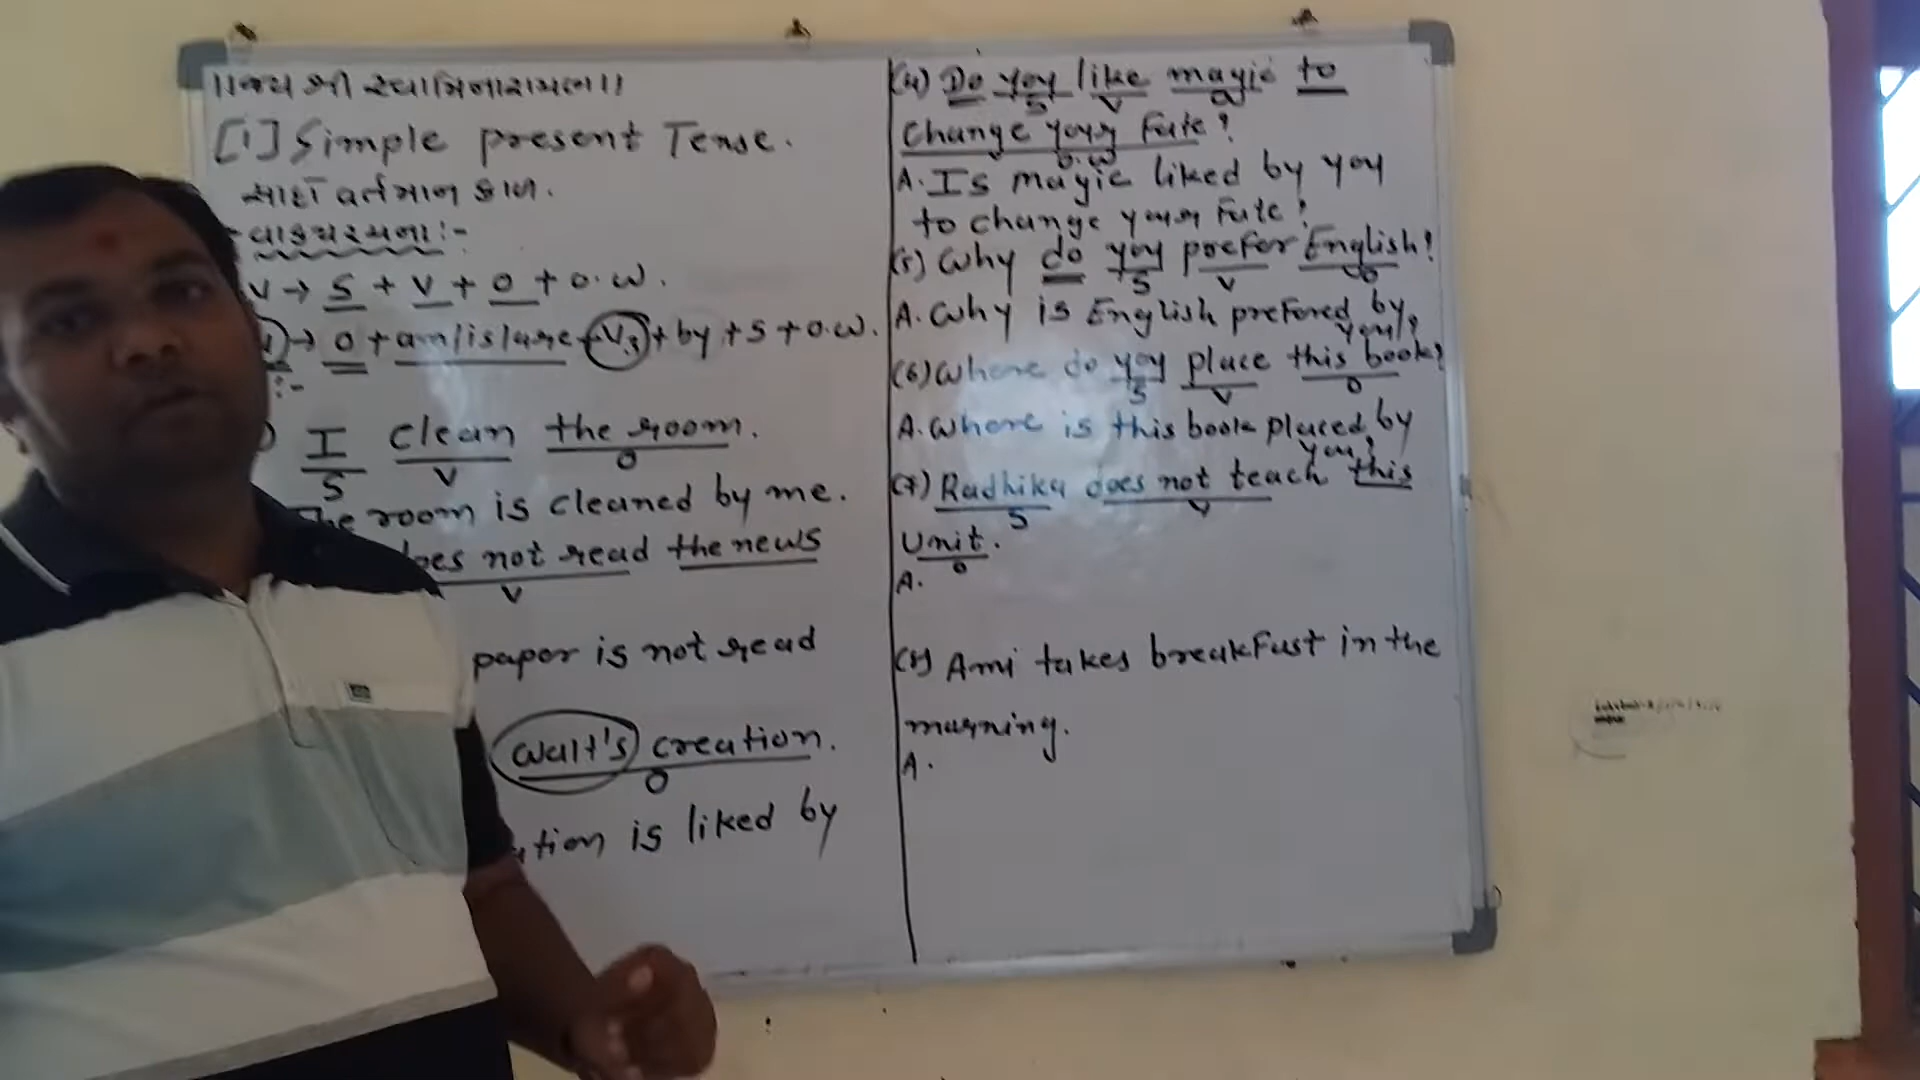 ॥જય શ્રી સ્વામિનારાયણ॥
[1] Simple present Tense.
સાદો વર્તમાન કાળ.
વાક્યરચના:-
V → S + V + O + O.W.
→ O + am/is/are + V3 + by + S + O.W.
:-
I clean the room.
S V O
The room is cleaned by me.
does not read the news
V
paper is not read
Walt's creation.
O
is liked by
(4) Do you like magic to
S V O
change your Fate?
O.W
A. Is magic liked by you
to change your Fate?
(5) Why do you prefer English?
S V O
A. Why is English prefered by
you?
(6) Where do you place this book?
S V O
A. Where is this book placed by
you?
(7) Radhika does not teach this
S V
Unit.
O
A.
(8) Ami takes breakfast in the
morning.
A.